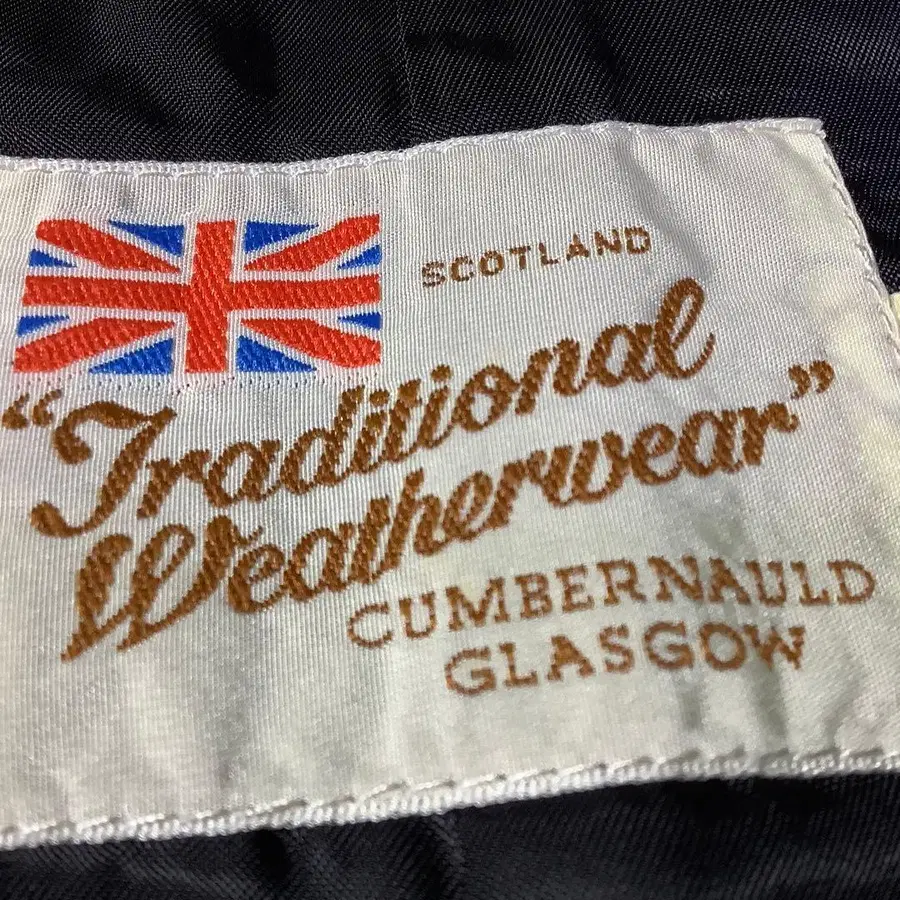 SCOTLAND
“Traditional
Weatherwear”
CUMBERNAULD
GLASGOW